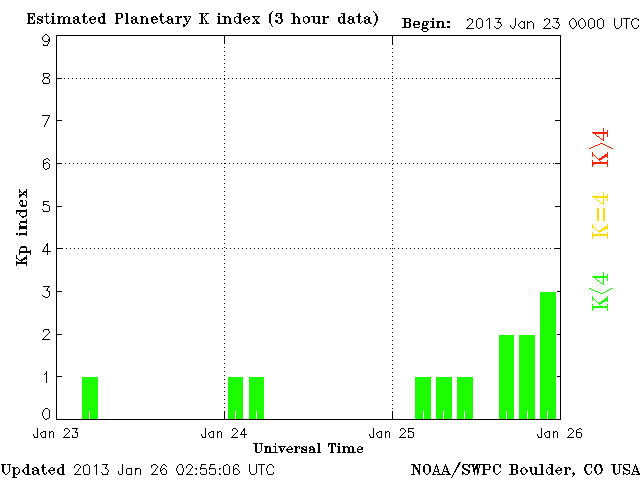 Estimated Planetary K index (3 hour data) Begin: 2013 Jan 23 0000 UTC
9
8
7
6
5
4
3
2
1
0
Kp index
K>4
K=4
K<4
Jan 23 Jan 24 Jan 25 Jan 26
Universal Time
Updated 2013 Jan 26 02:55:06 UTC NOAA/SWPC Boulder, CO USA